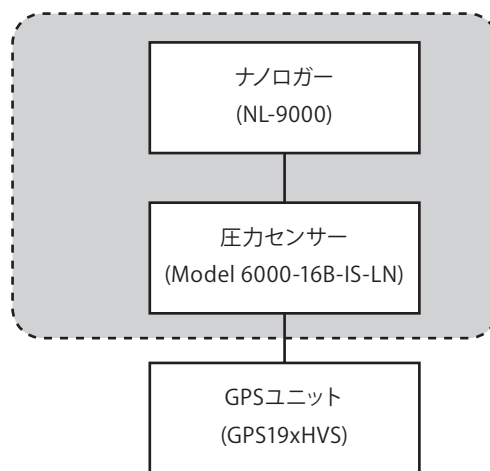 ナノロガー
(NL-9000)
圧力センサー
(Model 6000-16B-IS-LN)
GPSユニット
(GPS19xHVS)